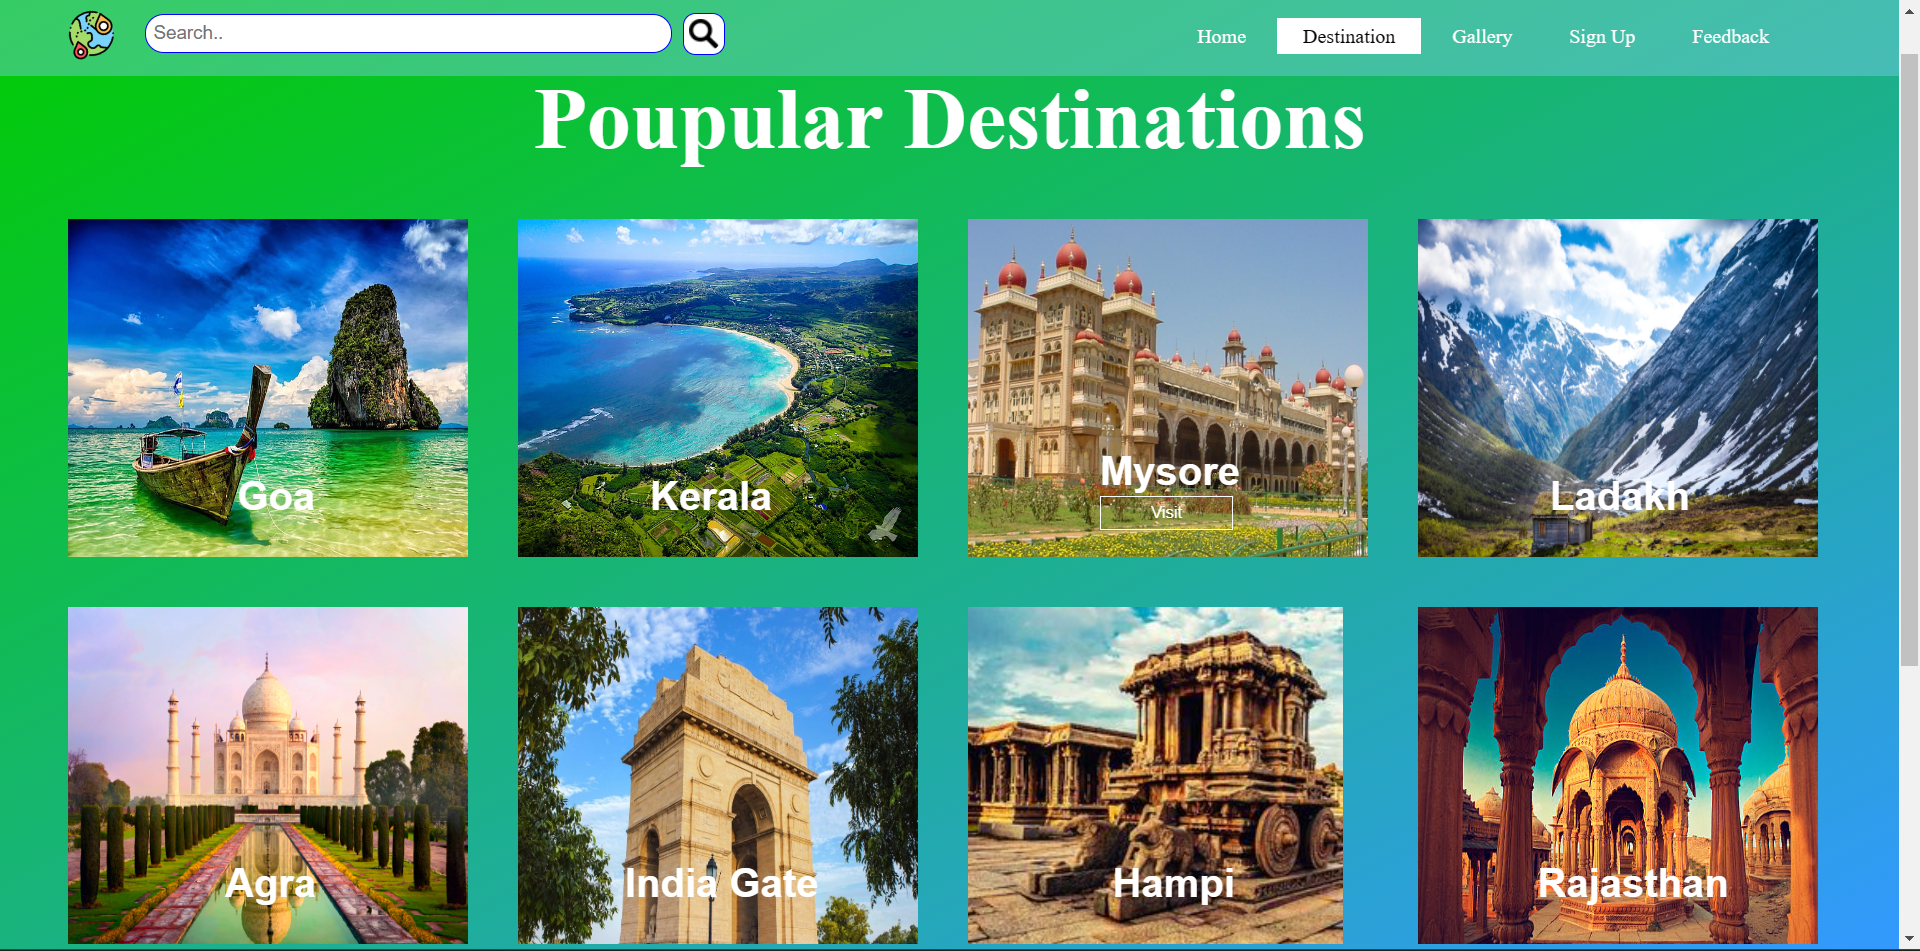 Search..
Home
Destination
Gallery
Sign Up
Feedback
Poupular Destinations
Goa
Kerala
Mysore
Visit
Ladakh
Agra
India Gate
Hampi
Rajasthan